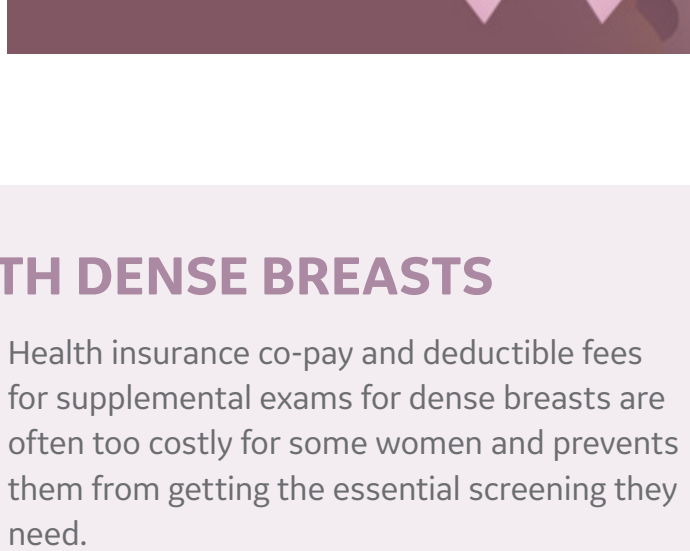 DENSE BREASTS
Health insurance co-pay and deductible fees
for supplemental exams for dense breasts are
often too costly for some women and prevents
them from getting the essential screening they
need.